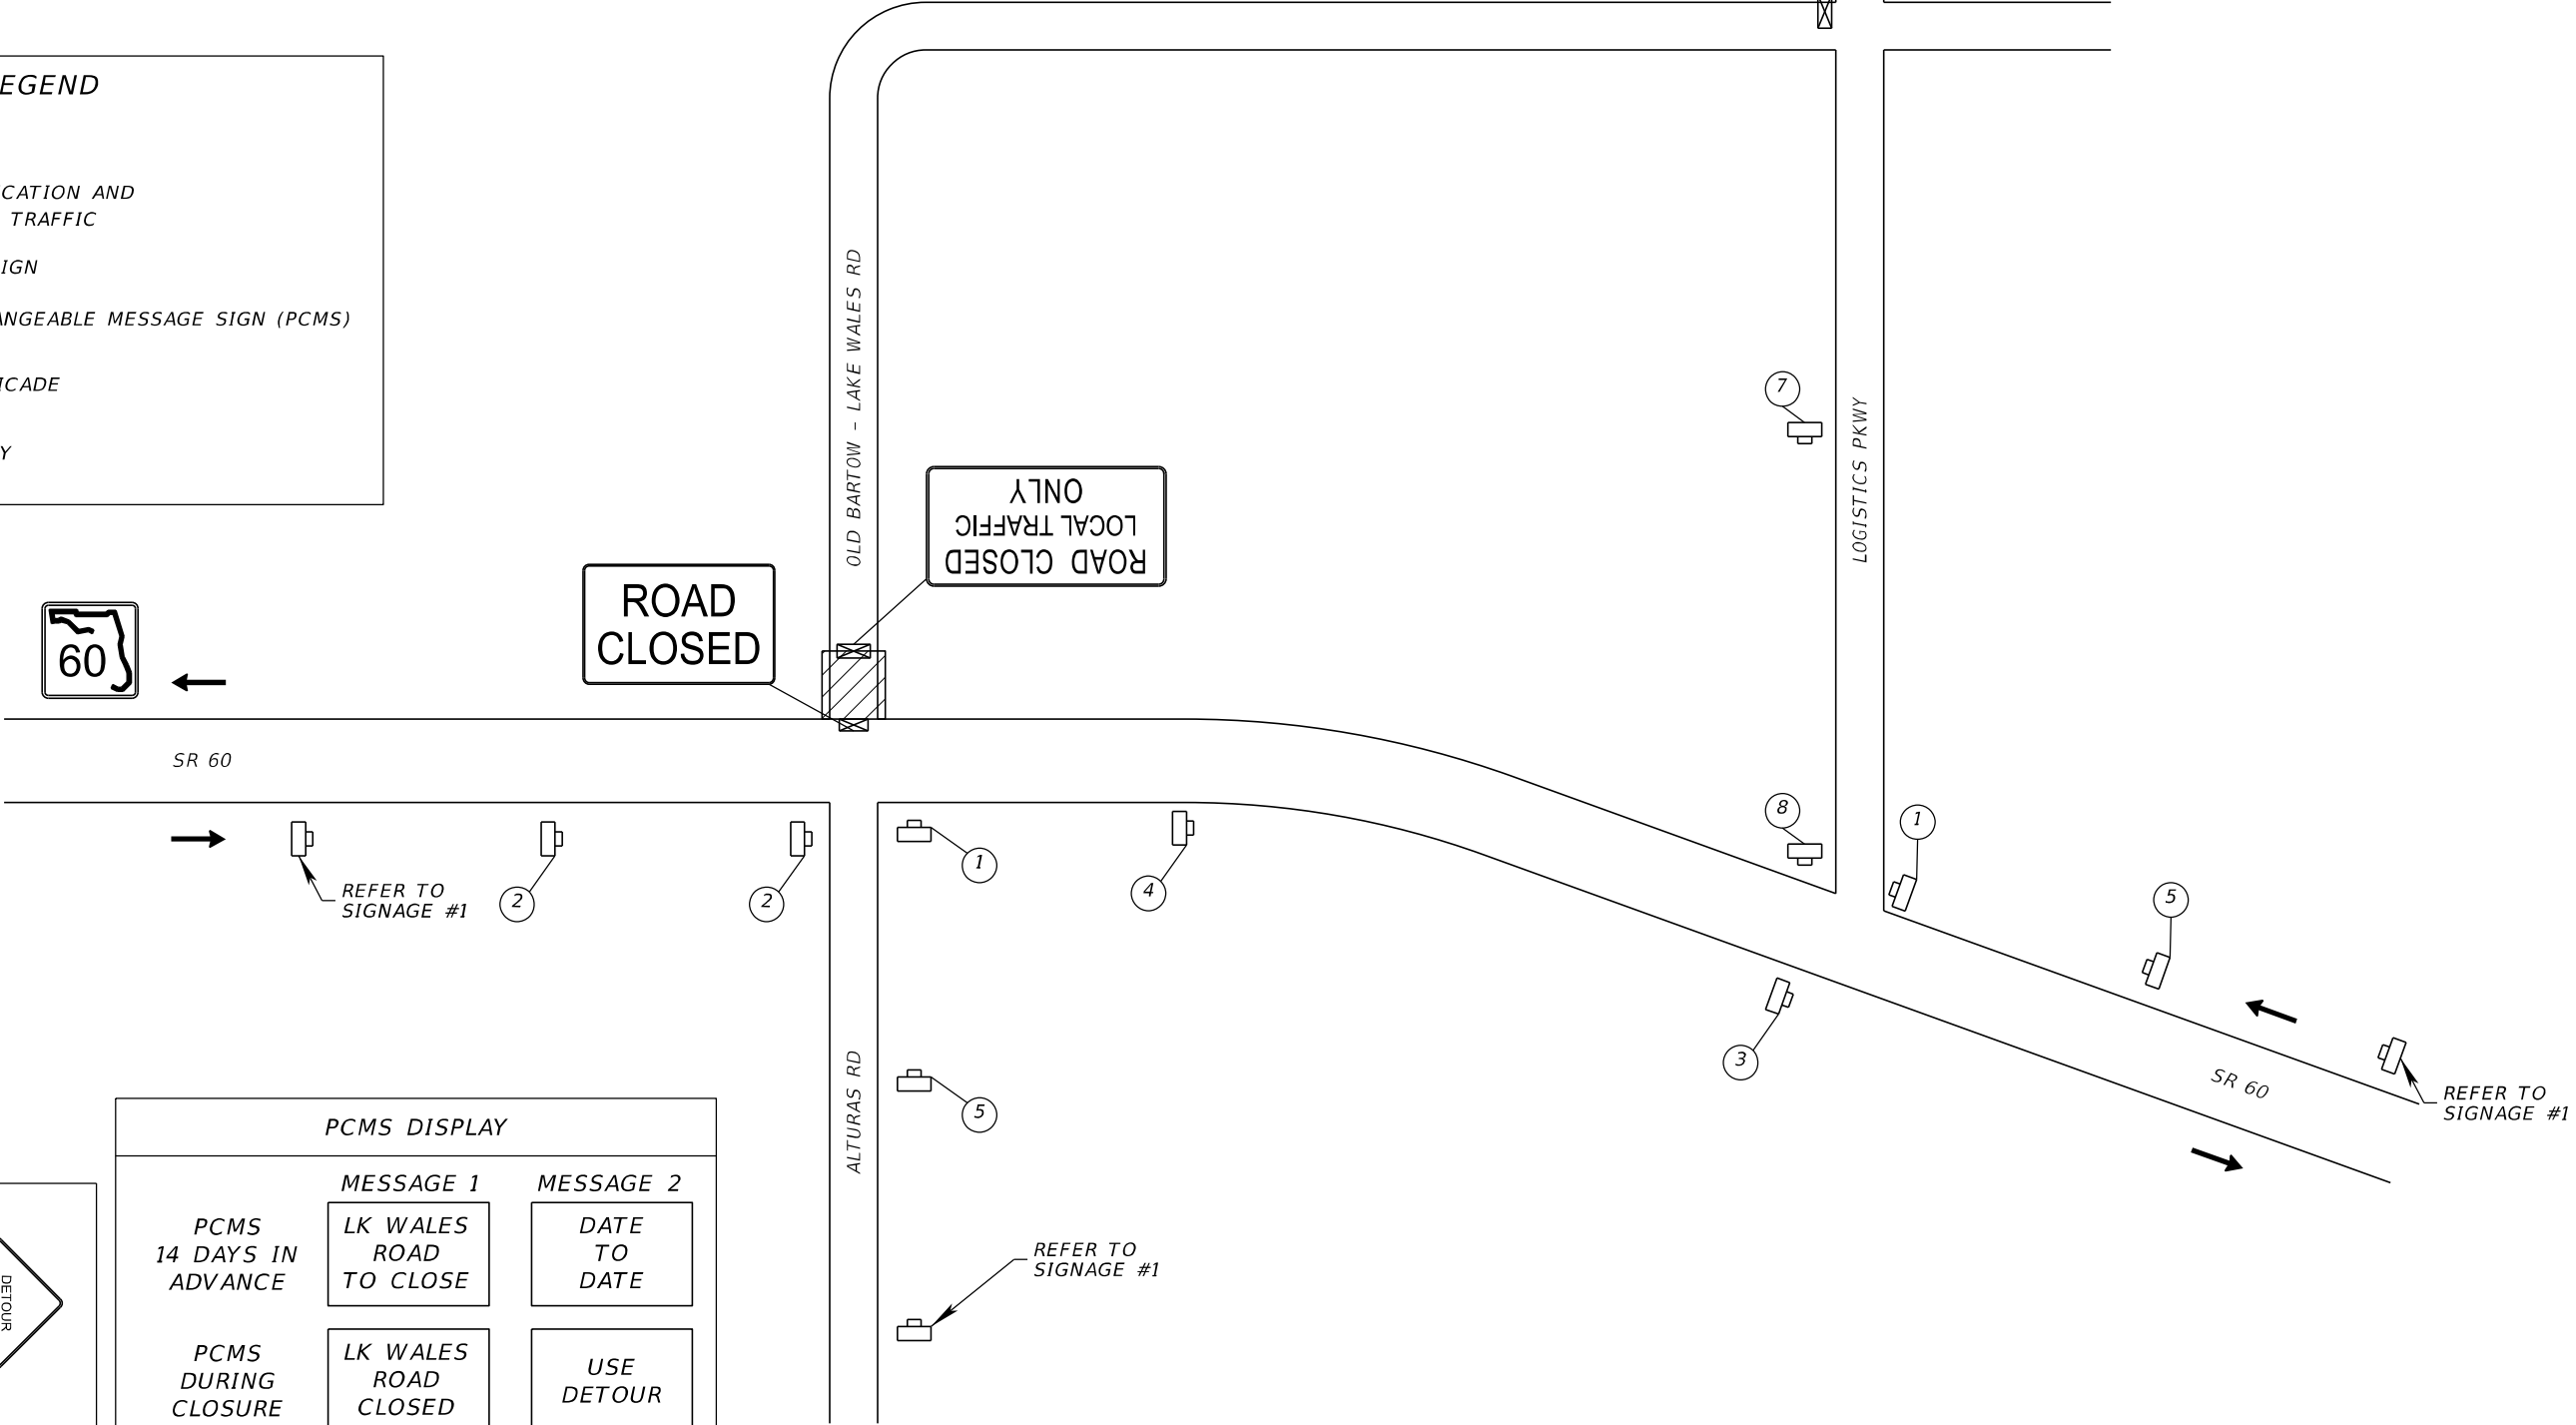 EGEND
CATION AND
TRAFFIC
IGN
ANGEABLE MESSAGE SIGN (PCMS)
ICADE
Y
OLD BARTOW - LAKE WALES RD
LOGISTICS PKWY
7
ROAD CLOSED
LOCAL TRAFFIC
ONLY
ROAD
CLOSED
60
SR 60
REFER TO
SIGNAGE #1
2
2
1
4
8
1
5
3
SR 60
REFER TO
SIGNAGE #1
ALTURAS RD
5
REFER TO
SIGNAGE #1
PCMS DISPLAY
MESSAGE 1
MESSAGE 2
PCMS
14 DAYS IN
ADVANCE
LK WALES
ROAD
TO CLOSE
DATE
TO
DATE
PCMS
DURING
CLOSURE
LK WALES
ROAD
CLOSED
USE
DETOUR
DETOUR